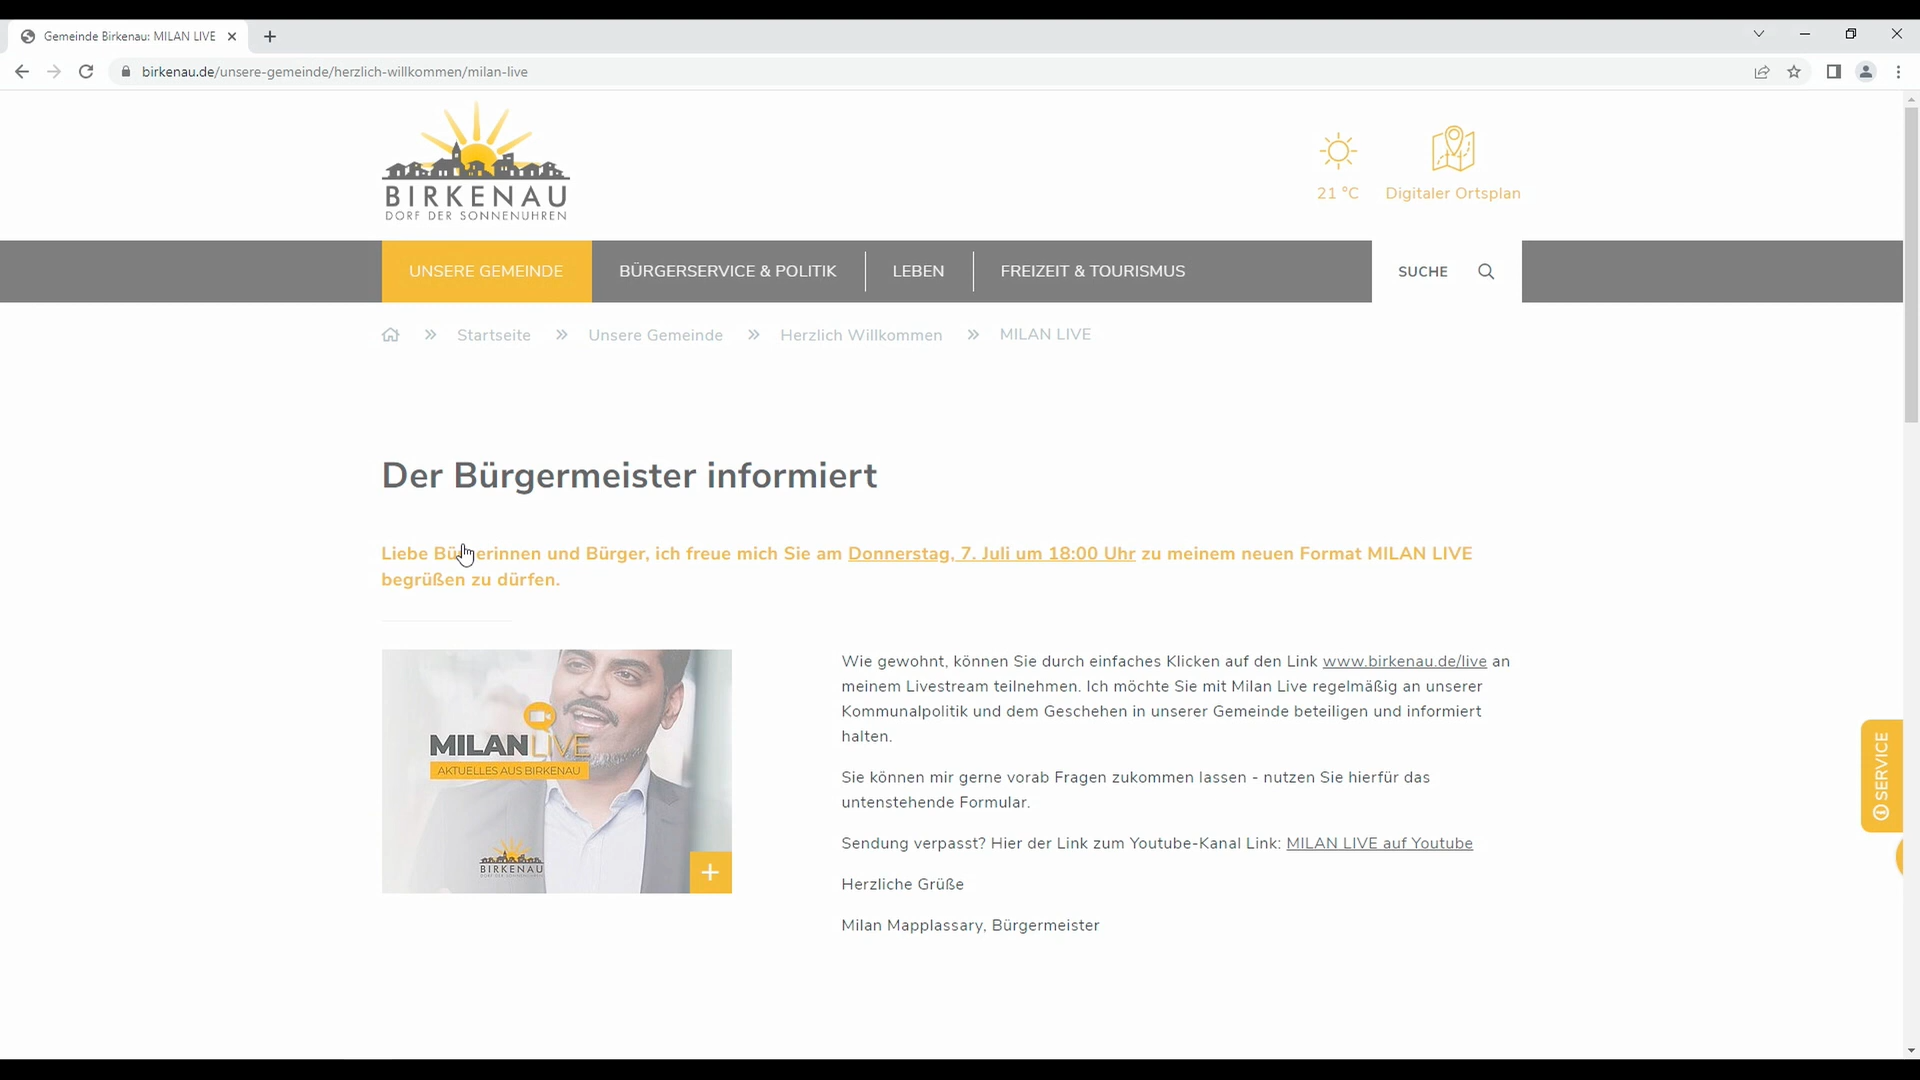 Gemeinde Birkenau: MILAN LIVE
birkenau.de/unsere-gemeinde/herzlich-willkommen/milan-live
BIRKENAU
DORF DER SONNENUHREN
21 °C
Digitaler Ortsplan
UNSERE GEMEINDE
BÜRGERSERVICE & POLITIK
LEBEN
FREIZEIT & TOURISMUS
SUCHE
Startseite
Unsere Gemeinde
Herzlich Willkommen
MILAN LIVE
Der Bürgermeister informiert
Liebe Bürgerinnen und Bürger, ich freue mich Sie am Donnerstag, 7. Juli um 18:00 Uhr zu meinem neuen Format MILAN LIVE
begrüßen zu dürfen.
MILAN LIVE
AKTUELLES AUS BIRKENAU
BIRKENAU
DORF DER SONNENUHREN
Wie gewohnt, können Sie durch einfaches Klicken auf den Link www.birkenau.de/live an
meinem Livestream teilnehmen. Ich möchte Sie mit Milan Live regelmäßig an unserer
Kommunalpolitik und dem Geschehen in unserer Gemeinde beteiligen und informiert
halten.
Sie können mir gerne vorab Fragen zukommen lassen - nutzen Sie hierfür das
untenstehende Formular.
Sendung verpasst? Hier der Link zum Youtube-Kanal Link: MILAN LIVE auf Youtube
Herzliche Grüße
Milan Mapplassary, Bürgermeister
SERVICE